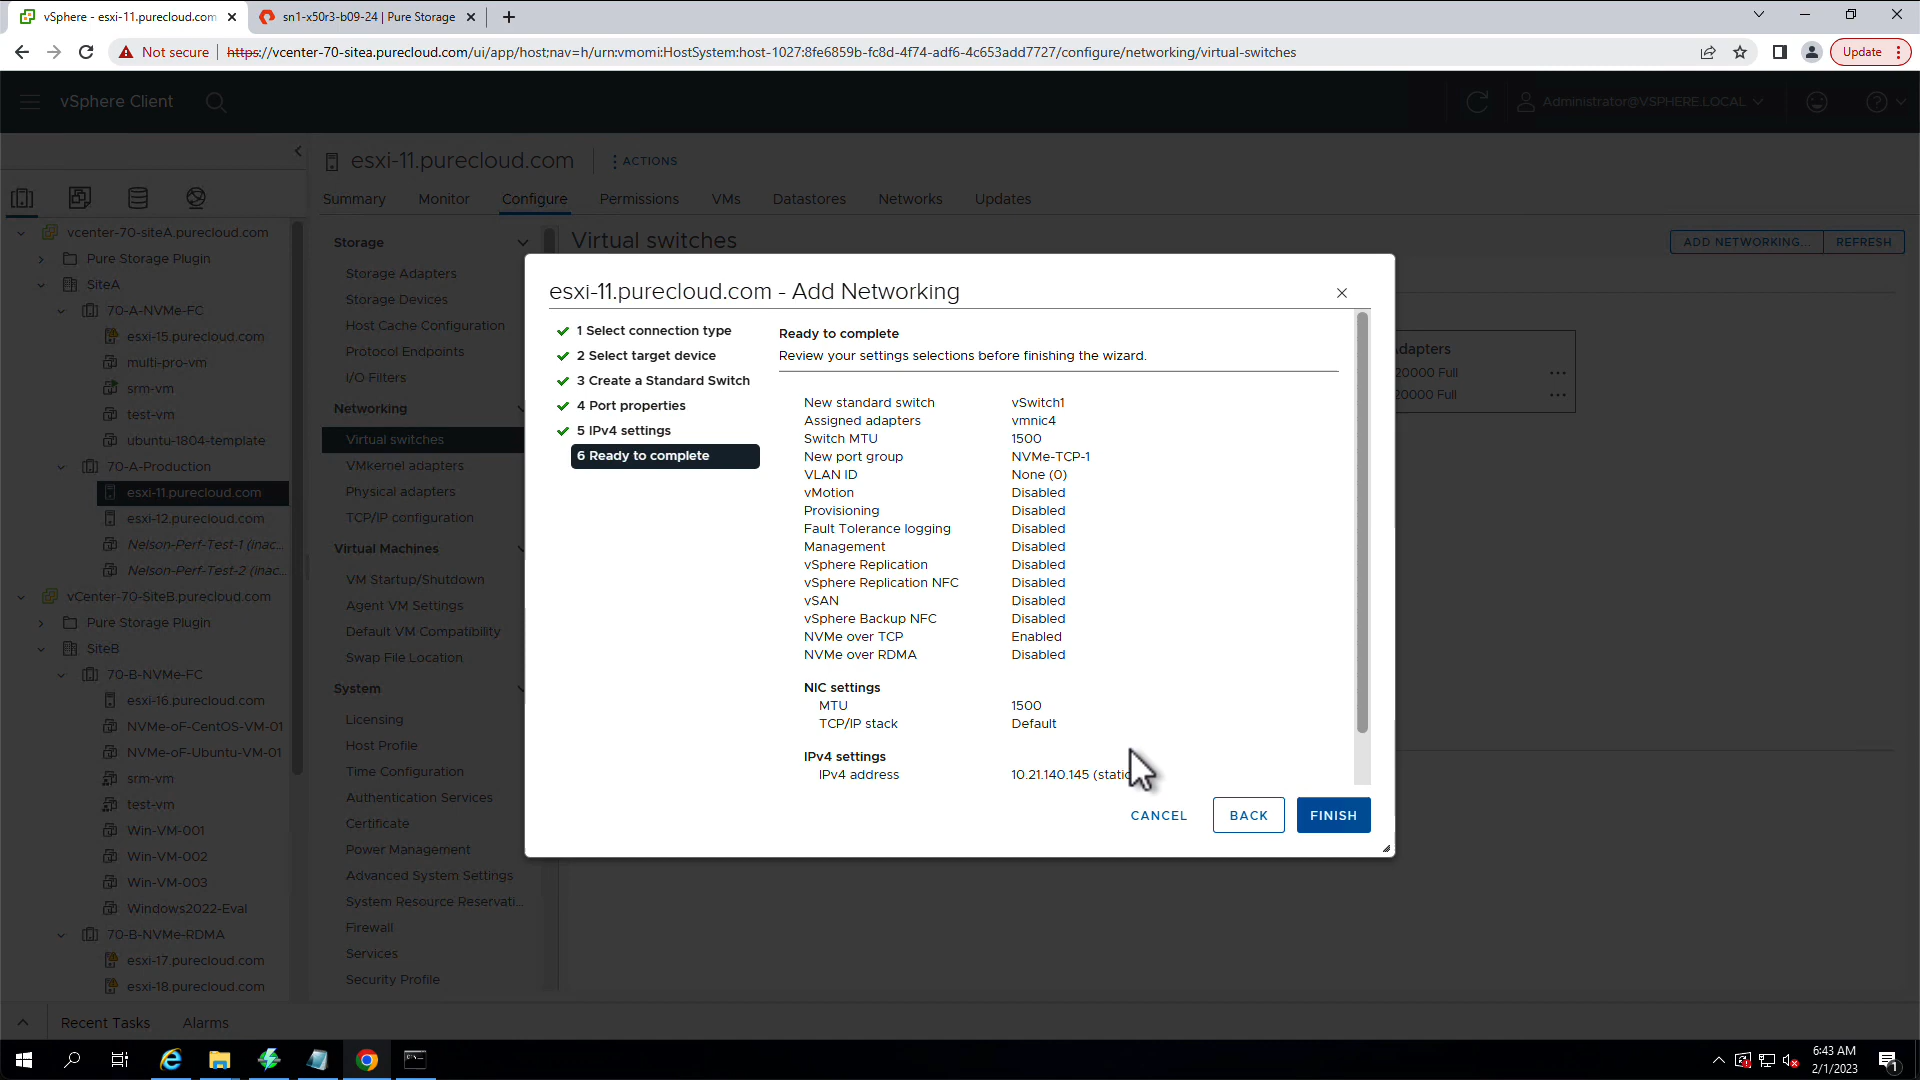 vSphere - esxi-11.purecloud.com
sn1-x50r3-b09-24 | Pure Storage
Not secure
https://vcenter-70-sitea.purecloud.com/ui/app/host;nav=h/urn:vmomi:HostSystem:host-1027:8fe6859b-fc8d-4f74-adf6-4c653add7727/configure/networking/virtual-switches
Update
vSphere Client
Administrator@VSPHERE.LOCAL
esxi-11.purecloud.com
ACTIONS
Summary
Monitor
Configure
Permissions
VMs
Datastores
Networks
Updates
vcenter-70-siteA.purecloud.com
Pure Storage Plugin
SiteA
70-A-NVMe-FC
esxi-15.purecloud.com
multi-pro-vm
srm-vm
test-vm
ubuntu-1804-template
70-A-Production
esxi-11.purecloud.com
esxi-12.purecloud.com
Nelson-Perf-Test-1 (inac...
Nelson-Perf-Test-2 (inac...
vCenter-70-SiteB.purecloud.com
Pure Storage Plugin
SiteB
70-B-NVMe-FC
esxi-16.purecloud.com
NVMe-oF-CentOS-VM-01
NVMe-oF-Ubuntu-VM-01
srm-vm
test-vm
Win-VM-001
Win-VM-002
Win-VM-003
Windows2022-Eval
70-B-NVMe-RDMA
esxi-17.purecloud.com
esxi-18.purecloud.com
Storage
Storage Adapters
Storage Devices
Host Cache Configuration
Protocol Endpoints
I/O Filters
Networking
Virtual switches
VMkernel adapters
Physical adapters
TCP/IP configuration
Virtual Machines
VM Startup/Shutdown
Agent VM Settings
Default VM Compatibility
Swap File Location
System
Licensing
Host Profile
Time Configuration
Authentication Services
Certificate
Power Management
Advanced System Settings
System Resource Reservati...
Firewall
Services
Security Profile
Virtual switches
ADD NETWORKING...
REFRESH
dapters
20000 Full
0000 Full
esxi-11.purecloud.com - Add Networking
1 Select connection type
2 Select target device
3 Create a Standard Switch
4 Port properties
5 IPv4 settings
6 Ready to complete
Ready to complete
Review your settings selections before finishing the wizard.
New standard switch vSwitch1
Assigned adapters vmnic4
Switch MTU 1500
New port group NVMe-TCP-1
VLAN ID None (0)
vMotion Disabled
Provisioning Disabled
Fault Tolerance logging Disabled
Management Disabled
vSphere Replication Disabled
vSphere Replication NFC Disabled
vSAN Disabled
vSphere Backup NFC Disabled
NVMe over TCP Enabled
NVMe over RDMA Disabled
NIC settings
MTU 1500
TCP/IP stack Default
IPv4 settings
IPv4 address 10.21.140.145 (static
CANCEL
BACK
FINISH
Recent Tasks
Alarms
6:43 AM
2/1/2023
1